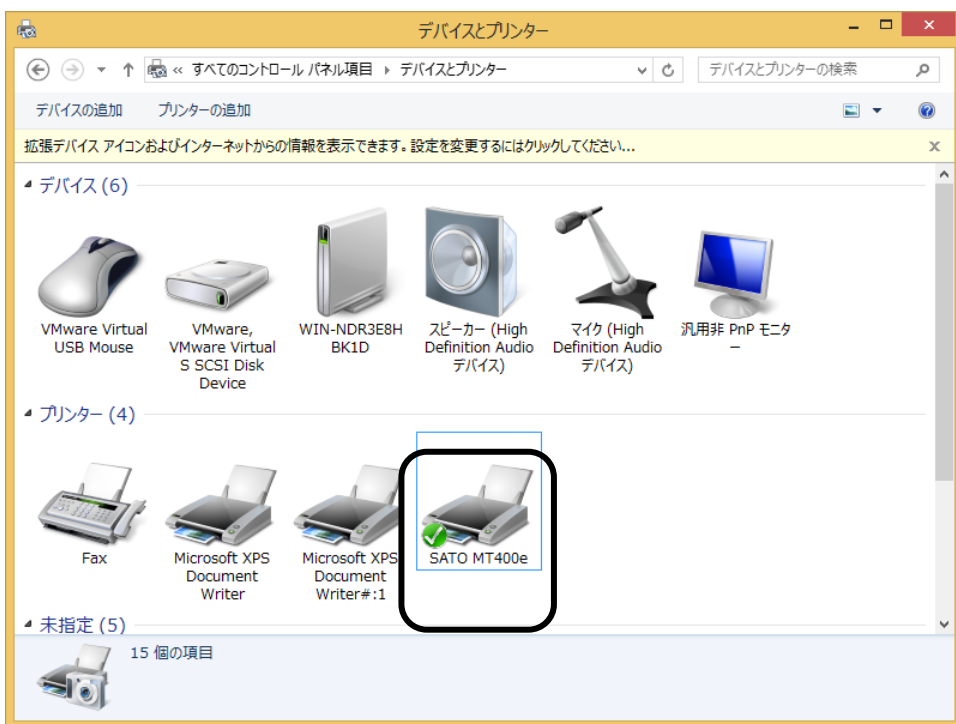 デバイスとプリンター
« すべてのコントロール パネル項目 ▸ デバイスとプリンター
デバイスとプリンターの検索
デバイスの追加 プリンターの追加
拡張デバイス アイコンおよびインターネットからの情報を表示できます。設定を変更するにはクリックしてください...
デバイス (6)
VMware Virtual
USB Mouse
VMware,
VMware Virtual
S SCSI Disk
Device
WIN-NDR3E8H
BK1D
スピーカー (High
Definition Audio
デバイス)
マイク (High
Definition Audio
デバイス)
汎用非 PnP モニタ
ー
プリンター (4)
Fax
Microsoft XPS
Document
Writer
Microsoft XPS
Document
Writer#:1
SATO MT400e
未指定 (5)
15 個の項目